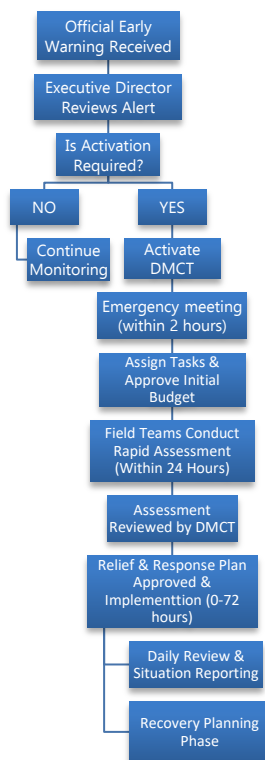 Official Early
Warning Received
Executive Director
Reviews Alert
Is Activation
Required?
NO
YES
Continue
Monitoring
Activate
DMCT
Emergency meeting
(within 2 hours)
Assign Tasks &
Approve Initial
Budget
Field Teams Conduct
Rapid Assessment
(Within 24 Hours)
Assessment
Reviewed by DMCT
Relief & Response Plan
Approved &
Implementtion (0-72
hours)
Daily Review &
Situation Reporting
Recovery Planning
Phase